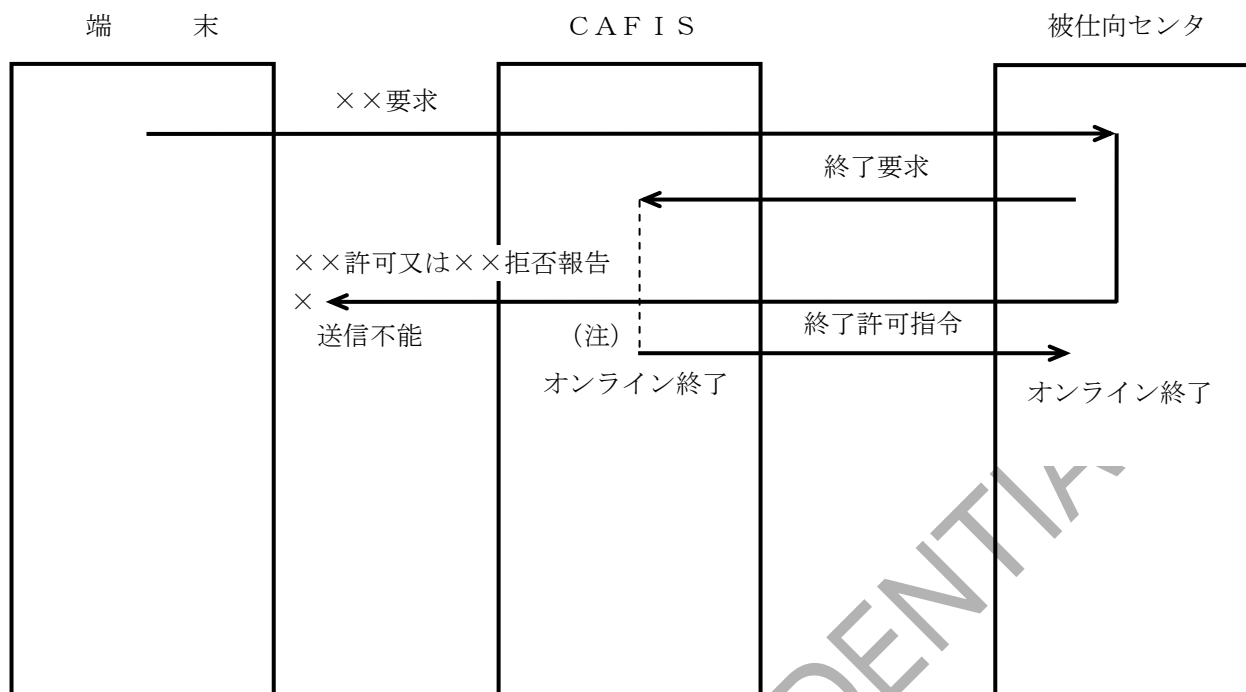 端 末 ＣＡＦＩＳ 被仕向センタ
××要求
終了要求
××許可又は××拒否報告
×
送信不能
（注）
終了許可指令
オンライン終了
オンライン終了
DENTIA